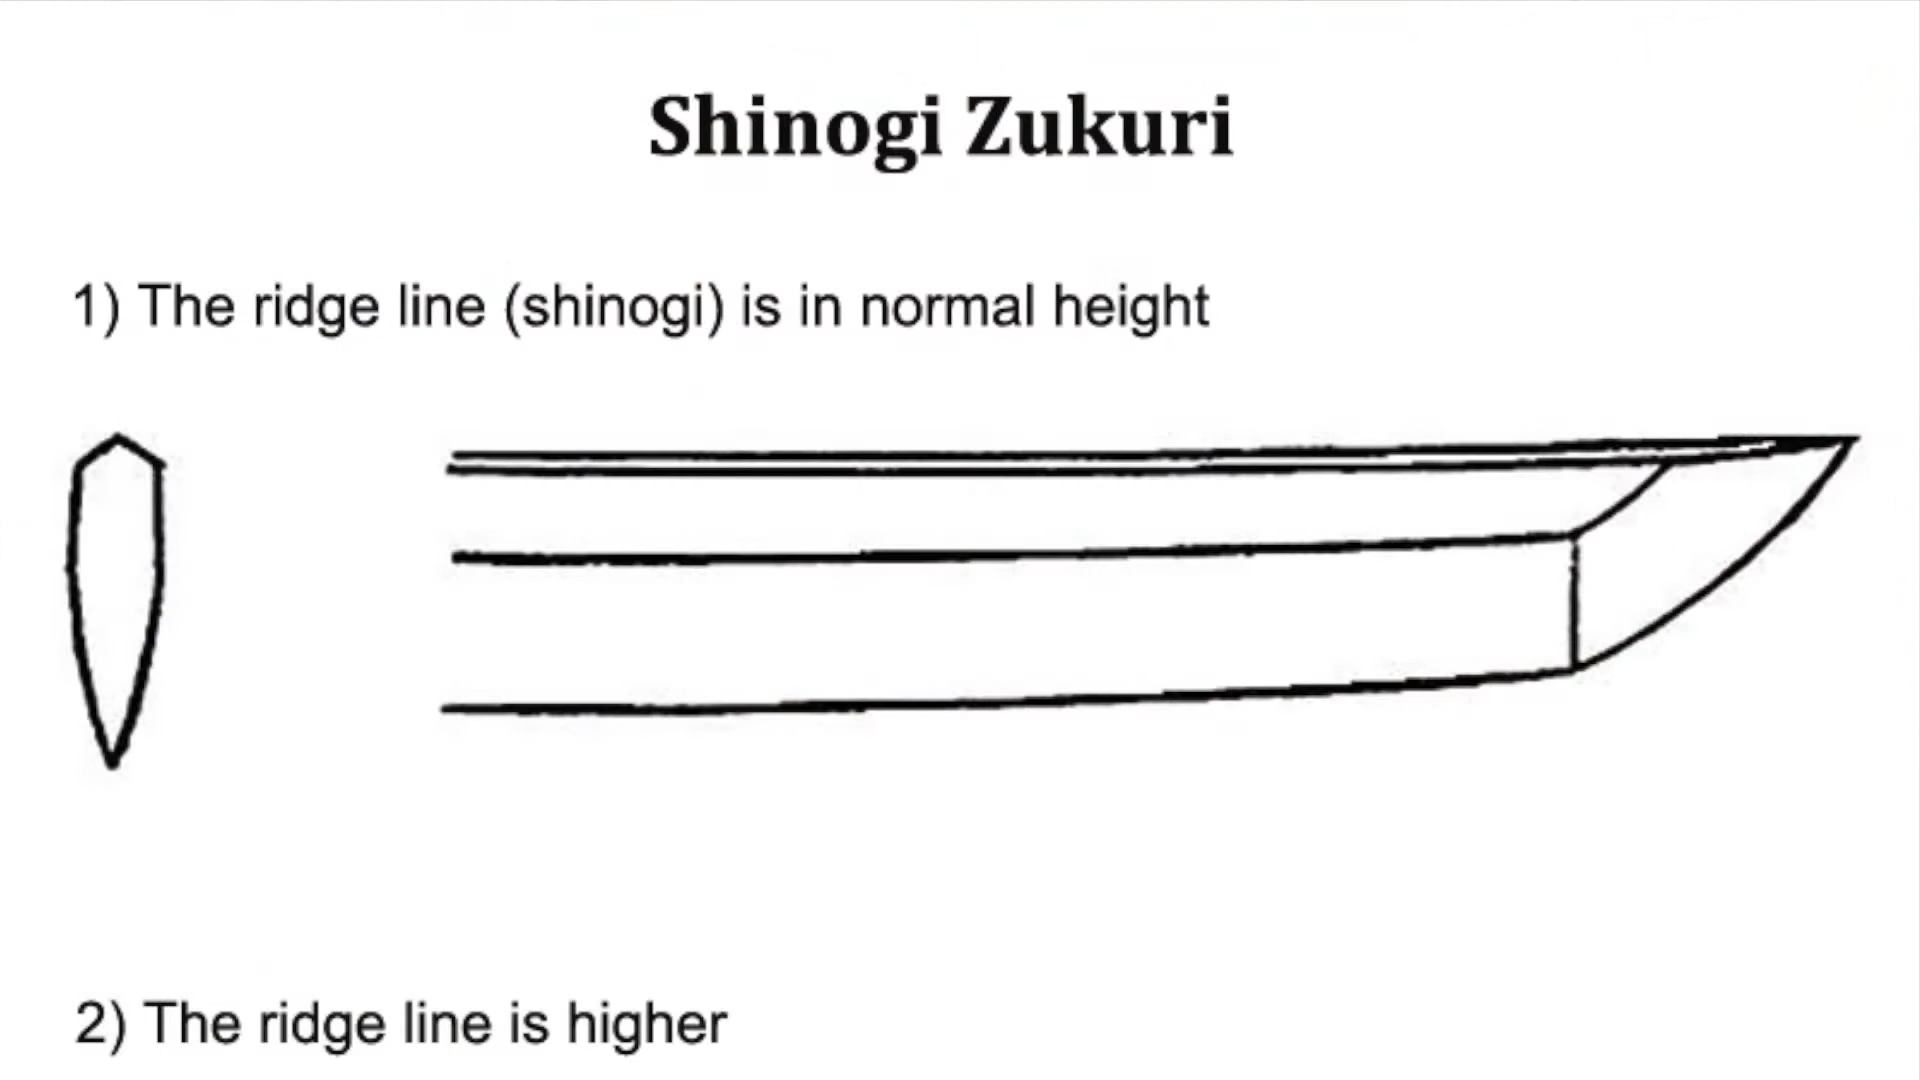 Shinogi Zukuri
1) The ridge line (shinogi) is in normal height
2) The ridge line is higher